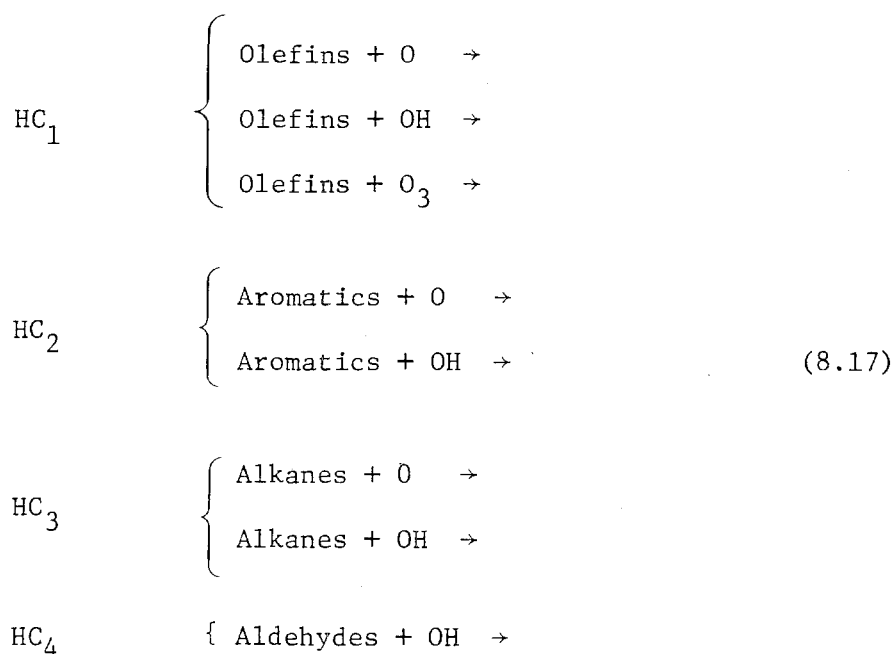 Olefins + O →
HC₁ { Olefins + OH →
Olefins + O₃ →
Aromatics + O →
HC₂ {
Aromatics + OH → (8.17)
Alkanes + O →
HC₃ {
Alkanes + OH →
HC₄ { Aldehydes + OH →